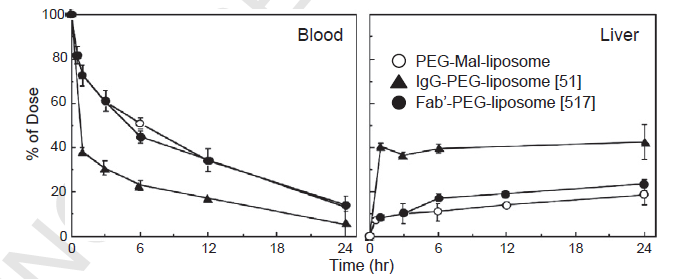 Blood
Liver
% of Dose
100
80
60
40
20
0
PEG-Mal-liposome
IgG-PEG-liposome [51]
Fab'-PEG-liposome [517]
0 6 12 18 24 0 6 12 18 24
Time (hr)